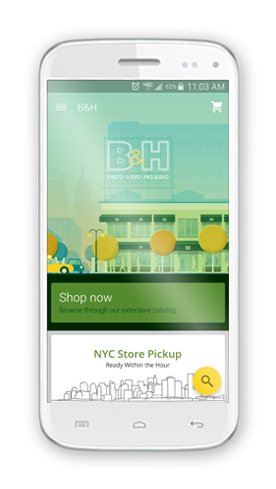 62% 11:03 AM
B&H
B&H
PHOTO - VIDEO - PRO AUDIO
Shop now
Browse through our extensive catalog
NYC Store Pickup
Ready Within the Hour